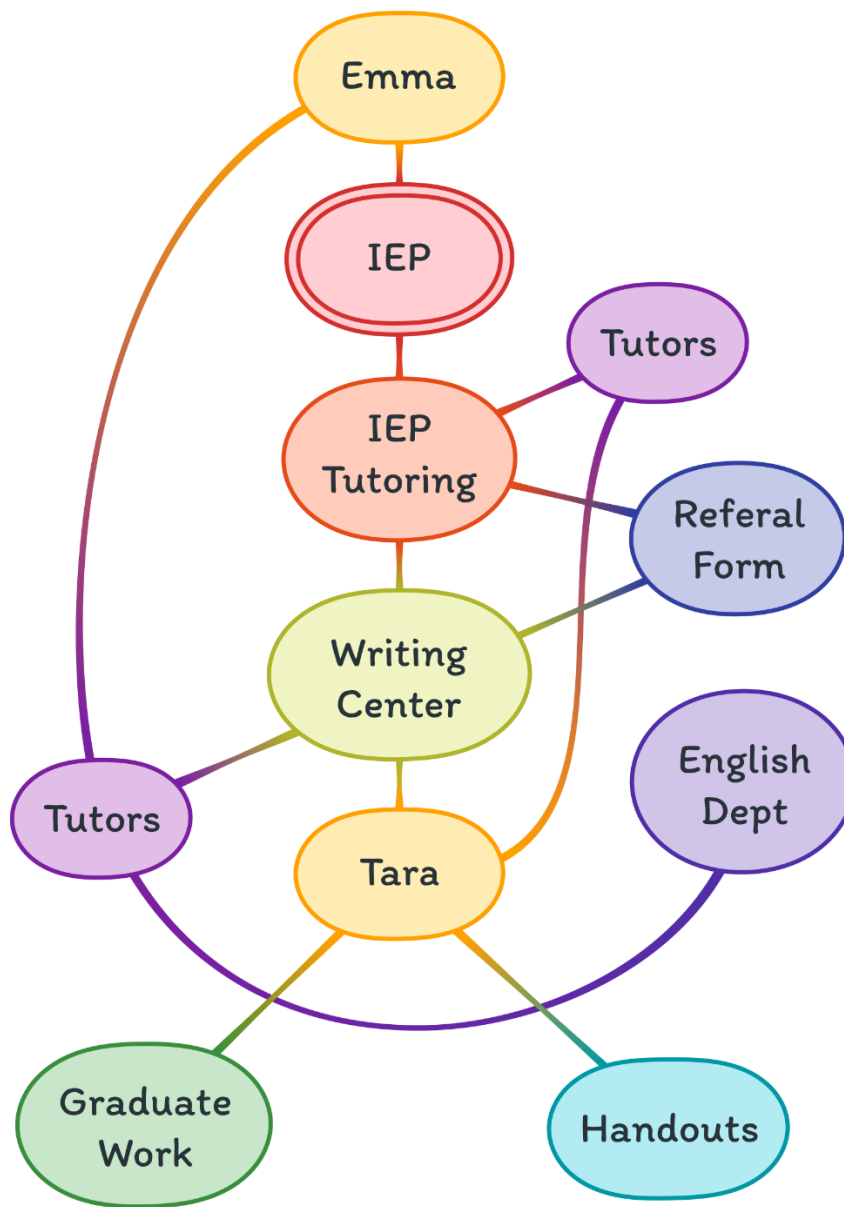 Emma
IEP
Tutors
IEP
Tutoring
Referal
Form
Writing
Center
English
Dept
Tutors
Tara
Graduate
Work
Handouts